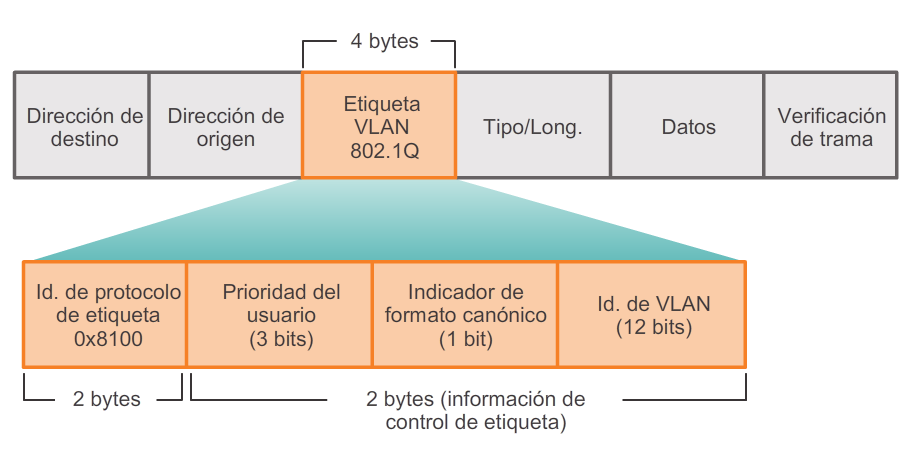 4 bytes
Dirección de
destino
Dirección de
origen
Etiqueta
VLAN
802.1Q
Tipo/Long.
Datos
Verificación
de trama
Id. de protocolo
de etiqueta
0x8100
Prioridad del
usuario
(3 bits)
Indicador de
formato canónico
(1 bit)
Id. de VLAN
(12 bits)
2 bytes
2 bytes (información de
control de etiqueta)